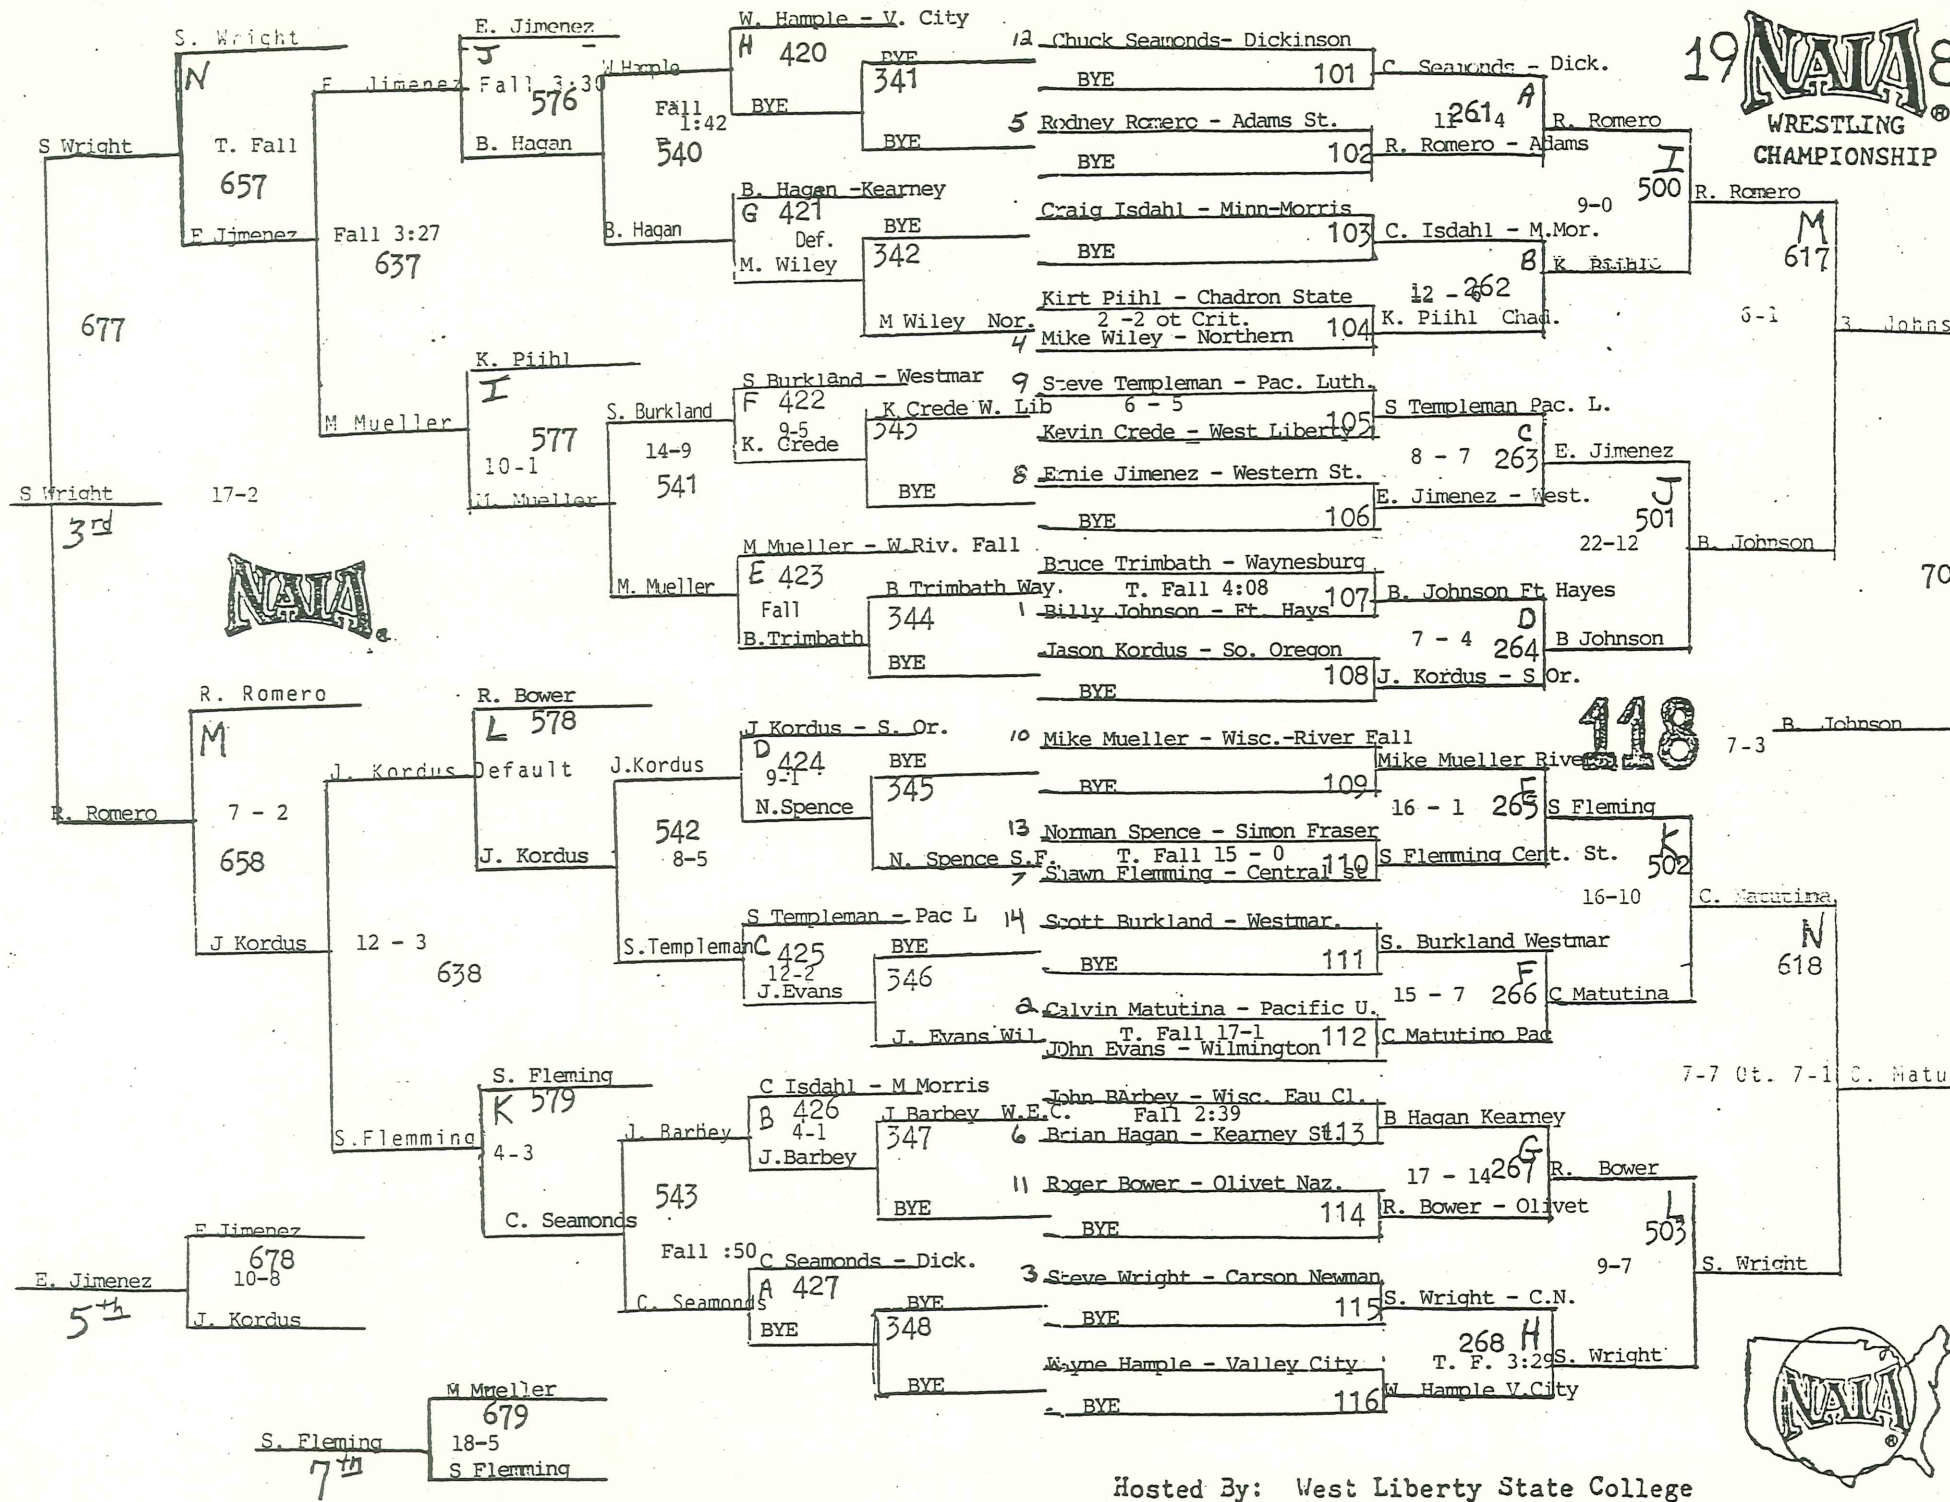 19 NAIA 8
WRESTLING
CHAMPIONSHIP
118
12 Chuck Seamonds- Dickinson
BYE
101
5 Rodney Romero - Adams St.
BYE
102
Craig Isdahl - Minn-Morris
BYE
103
Kirt Piihl - Chadron State
2 -2 ot Crit.
104
4 Mike Wiley - Northern
9 Steve Templeman - Pac. Luth.
6 - 5
105
Kevin Crede - West Liberty
8 Ernie Jimenez - Western St.
BYE
106
Bruce Trimbath - Waynesburg
T. Fall 4:08
107
1 Billy Johnson - Ft. Hays
Jason Kordus - So. Oregon
BYE
108
10 Mike Mueller - Wisc.-River Fall
BYE
109
13 Norman Spence - Simon Fraser
T. Fall 15 - 0
110
7 Shawn Flemming - Central st
14 Scott Burkland - Westmar.
BYE
111
2 Calvin Matutina - Pacific U.
T. Fall 17-1
112
JOhn Evans - Wilmington
John BArbey - Wisc. Eau Cl.
Fall 2:39
113
6 Brian Hagan - Kearney St.
11 Roger Bower - Olivet Naz.
BYE
114
3 Steve Wright - Carson Newman
BYE
115
Wayne Hample - Valley City
BYE
116
C. Seamonds - Dick.
A
261
R. Romero - Adams
C. Isdahl - M.Mor.
B
12 - 6 262
K. Piihl Chad.
S Templeman Pac. L.
C
8 - 7 263
E. Jimenez - West.
B. Johnson Ft Hayes
D
7 - 4 264
J. Kordus - S Or.
Mike Mueller River
E
16 - 1 265
S Flemming Cent. St.
S. Burkland Westmar
F
15 - 7 266
C Matutino Pac
B Hagan Kearney
G
17 - 14 267
R. Bower - Olivet
S. Wright - C.N.
268 H
T. F. 3:29
W. Hample V.City
R. Romero
I
500
9-0
K.
E. Jimenez
J
501
22-12
B Johnson
S Fleming
K
502
16-10
C Matutina
R. Bower
L
503
9-7
S. Wright
R. Romero
M
617
6-1
B. Johnson
C. Matutina
N
618
7-7 Ot. 7-1
S. Wright
Johns
70
B. Johnson
7-3
C. Matu
BYE
341
BYE
BYE
342
M Wiley Nor.
K Crede W. Lib
343
BYE
B Trimbath Way.
344
BYE
BYE
345
N. Spence S.F.
BYE
346
J. Evans Wil
J Barbey W.E.C.
347
BYE
BYE
348
BYE
W. Hample - V. City
H 420
BYE
B. Hagen -Kearney
G 421
Def.
M. Wiley
S Burkland - Westmar
F 422
9-5
K. Crede
M Mueller - W.Riv. Fall
E 423
Fall
B.Trimbath
J Kordus - S. Or.
D 424
9-1
N.Spence
S Templeman - Pac L
C 425
12-2
J.Evans
C Isdahl - M Morris
B 426
4-1
J.Barbey
C Seamonds - Dick.
A 427
BYE
W Hample
Fall
1:42
540
B. Hagan
S. Burkland
14-9
541
M. Mueller
J.Kordus
542
8-5
S.Templeman
J. Barbey
543
Fall :50
C. Seamonds
E. Jimenez
J
Fall 3:30
576
B. Hagan
K. Piihl
I
577
10-1
M. Mueller
R. Bower
L 578
Default
J. Kordus
S. Fleming
K 579
4-3
C. Seamonds
E Jimenez
Fall 3:27
637
M Mueller
J. Kordus
12 - 3
638
S.Flemming
S. Wright
N
T. Fall
657
E Jimenez
R. Romero
M
7 - 2
658
J Kordus
S Wright
677
17-2
R. Romero
S Wright
3rd
NAIA
E Jimenez
678
10-8
J. Kordus
E. Jimenez
5th
M Mueller
679
18-5
S Flemming
S. Fleming
7th
NAIA
Hosted By: West Liberty State College